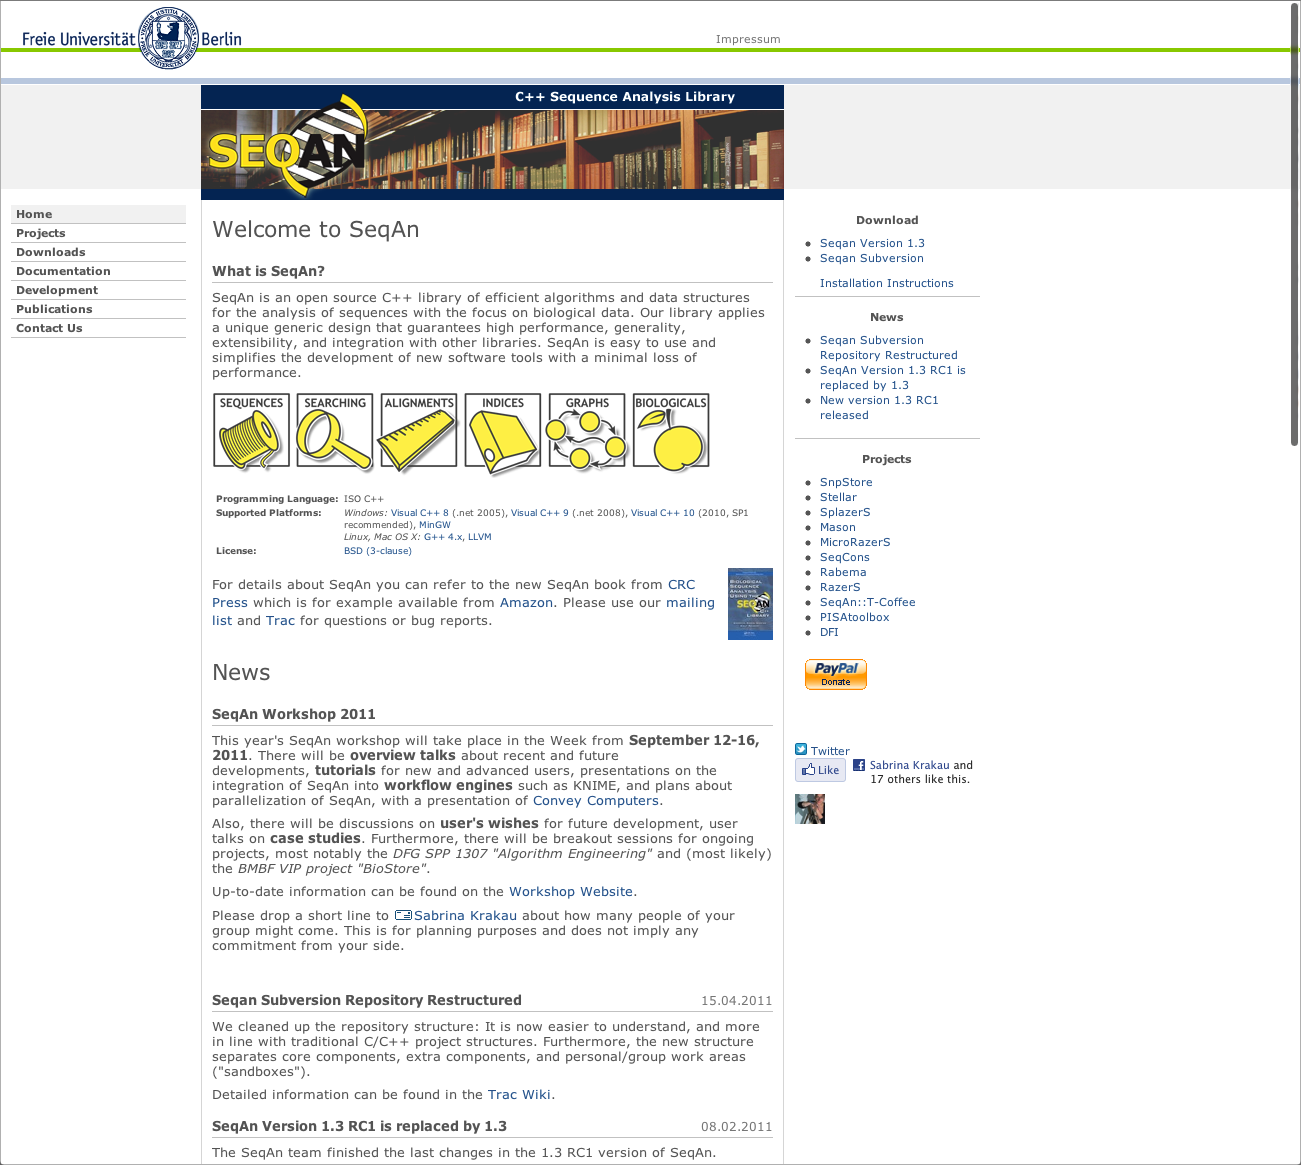 Freie Universität Berlin
Impressum
C++ Sequence Analysis Library
SEQAN
Home
Projects
Downloads
Documentation
Development
Publications
Contact Us
Welcome to SeqAn
What is SeqAn?
SeqAn is an open source C++ library of efficient algorithms and data structures
for the analysis of sequences with the focus on biological data. Our library applies
a unique generic design that guarantees high performance, generality,
extensibility, and integration with other libraries. SeqAn is easy to use and
simplifies the development of new software tools with a minimal loss of
performance.
SEQUENCES SEARCHING ALIGNMENTS INDICES GRAPHS BIOLOGICALS
Programming Language: ISO C++
Supported Platforms: Windows: Visual C++ 8 (.net 2005), Visual C++ 9 (.net 2008), Visual C++ 10 (2010, SP1
recommended), MinGW
Linux, Mac OS X: G++ 4.x, LLVM
License: BSD (3-clause)
For details about SeqAn you can refer to the new SeqAn book from CRC
Press which is for example available from Amazon. Please use our mailing
list and Trac for questions or bug reports.
BIOLOGICAL
SEQUENCE
ANALYSIS
USING THE
SEQAN
C++
LIBRARY
News
SeqAn Workshop 2011
This year's SeqAn workshop will take place in the Week from September 12-16,
2011. There will be overview talks about recent and future
developments, tutorials for new and advanced users, presentations on the
integration of SeqAn into workflow engines such as KNIME, and plans about
parallelization of SeqAn, with a presentation of Convey Computers.
Also, there will be discussions on user's wishes for future development, user
talks on case studies. Furthermore, there will be breakout sessions for ongoing
projects, most notably the DFG SPP 1307 "Algorithm Engineering" and (most likely)
the BMBF VIP project "BioStore".
Up-to-date information can be found on the Workshop Website.
Please drop a short line to Sabrina Krakau about how many people of your
group might come. This is for planning purposes and does not imply any
commitment from your side.
Seqan Subversion Repository Restructured 15.04.2011
We cleaned up the repository structure: It is now easier to understand, and more
in line with traditional C/C++ project structures. Furthermore, the new structure
separates core components, extra components, and personal/group work areas
("sandboxes").
Detailed information can be found in the Trac Wiki.
SeqAn Version 1.3 RC1 is replaced by 1.3 08.02.2011
The SeqAn team finished the last changes in the 1.3 RC1 version of SeqAn.
Download
Seqan Version 1.3
Seqan Subversion
Installation Instructions
News
Seqan Subversion
Repository Restructured
SeqAn Version 1.3 RC1 is
replaced by 1.3
New version 1.3 RC1
released
Projects
SnpStore
Stellar
SplazerS
Mason
MicroRazerS
SeqCons
Rabema
RazerS
SeqAn::T-Coffee
PISAtoolbox
DFI
PayPal
Donate
Twitter
Like Sabrina Krakau and
17 others like this.